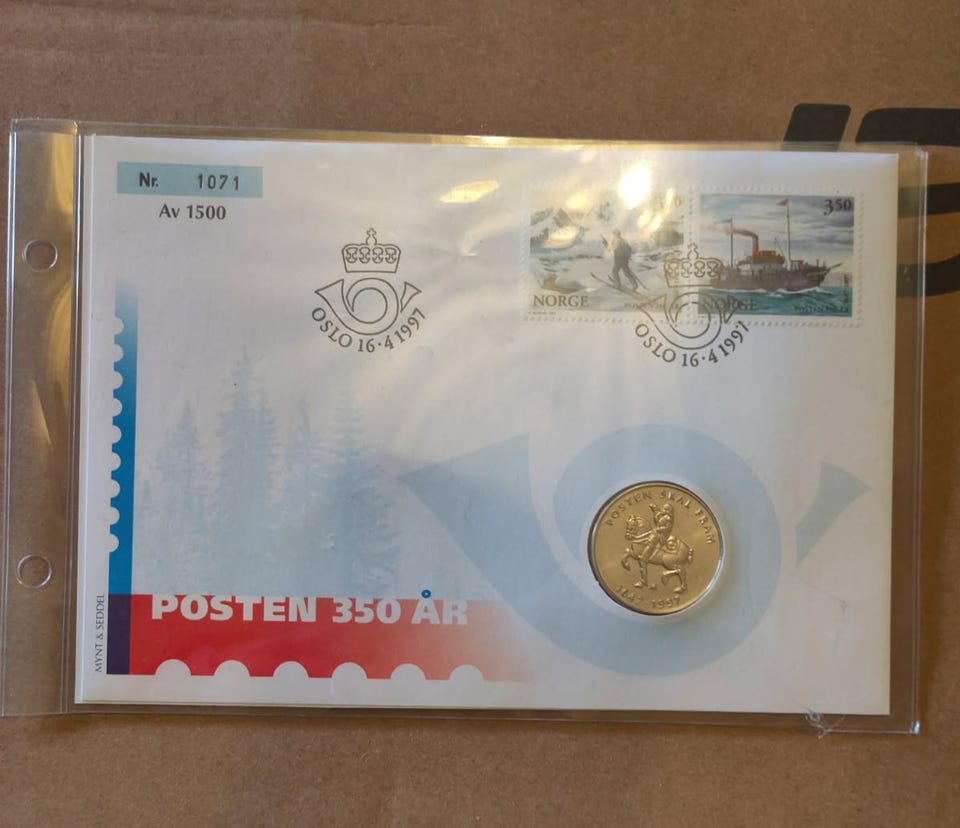 Nr. 1071
Av 1500
3 50
NORGE
NORGE
OSLO 16·4 1997
OSLO 16·4 1997
POSTEN SKAL FRAM
1647·1997
POSTEN 350 ÅR
MYNT & SEDDEL